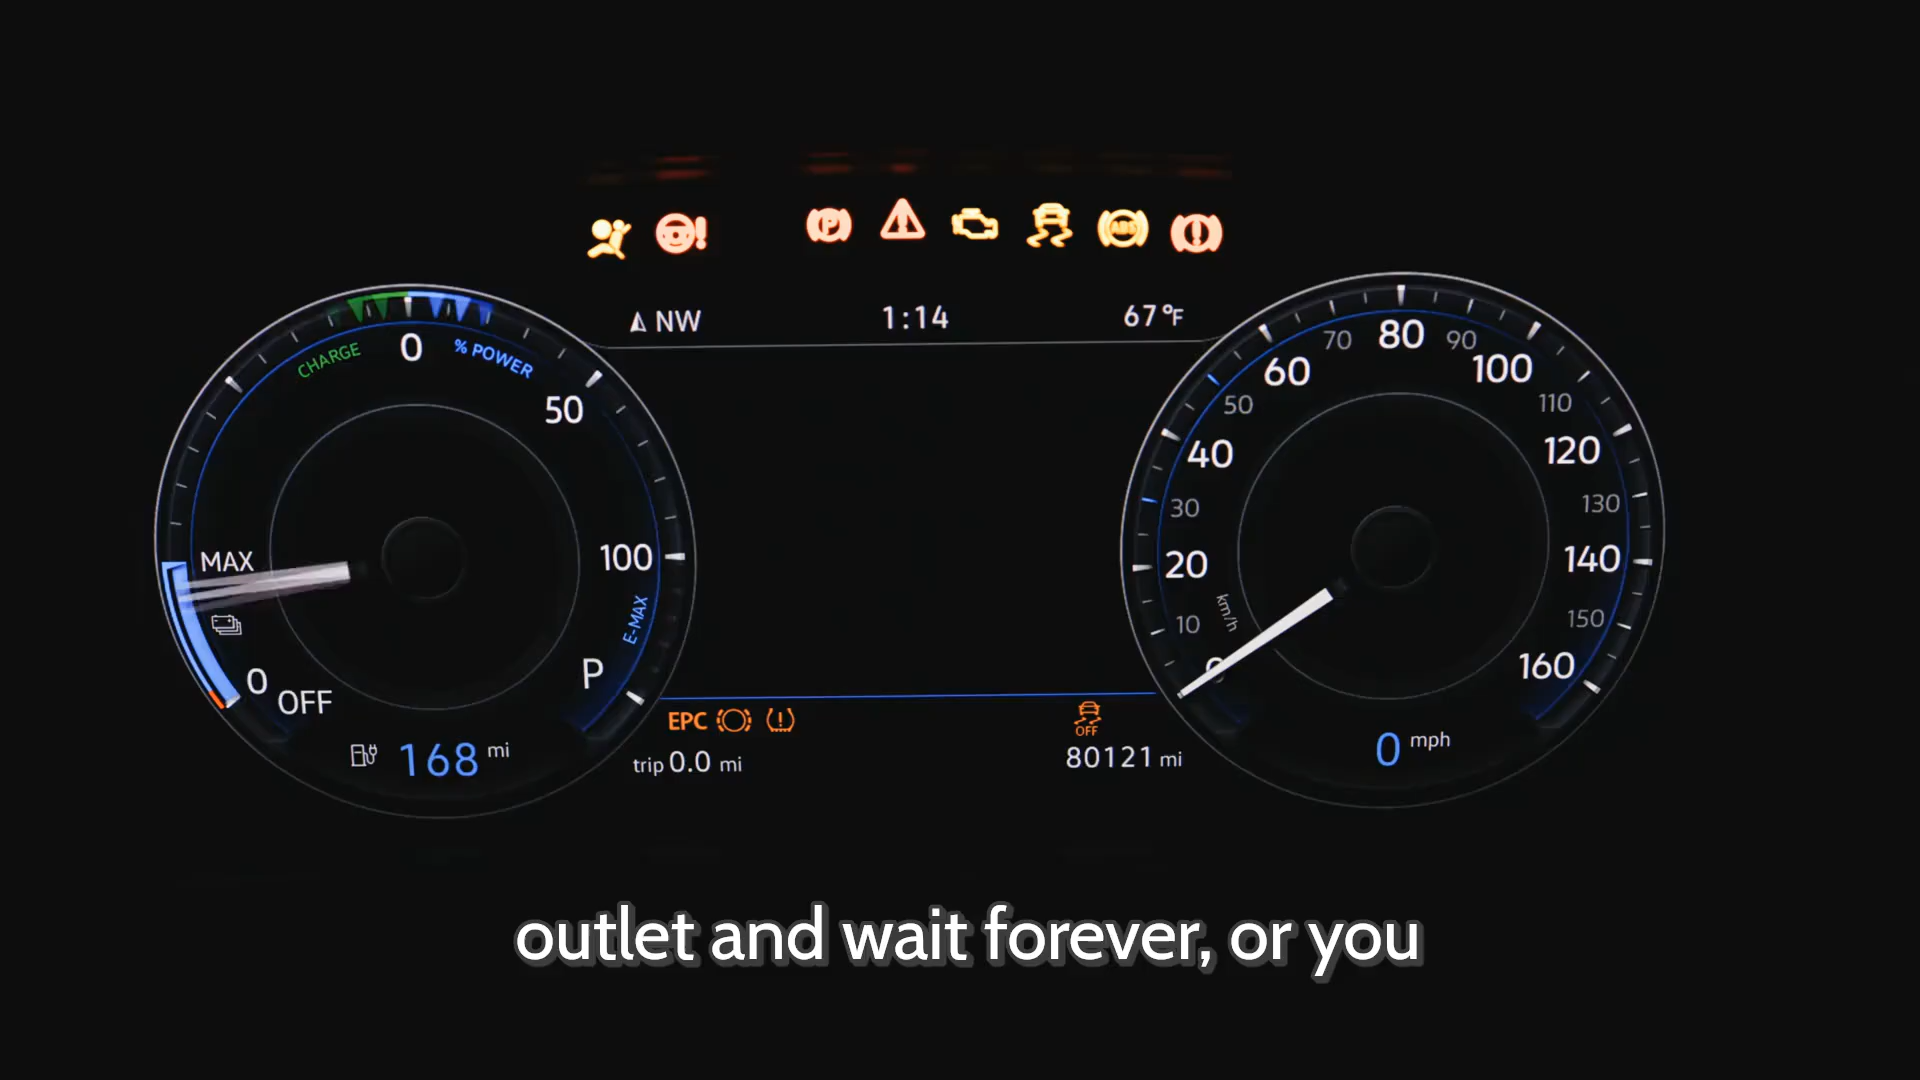 P
ABS
NW
1:14
67°F
CHARGE
0
% POWER
50
100
E-MAX
P
MAX
0
OFF
168 mi
EPC
OFF
trip 0.0 mi
80121 mi
0
10
20
30
40
50
60
70
80
90
100
110
120
130
140
150
160
km/h
0 mph
outlet and wait forever, or you